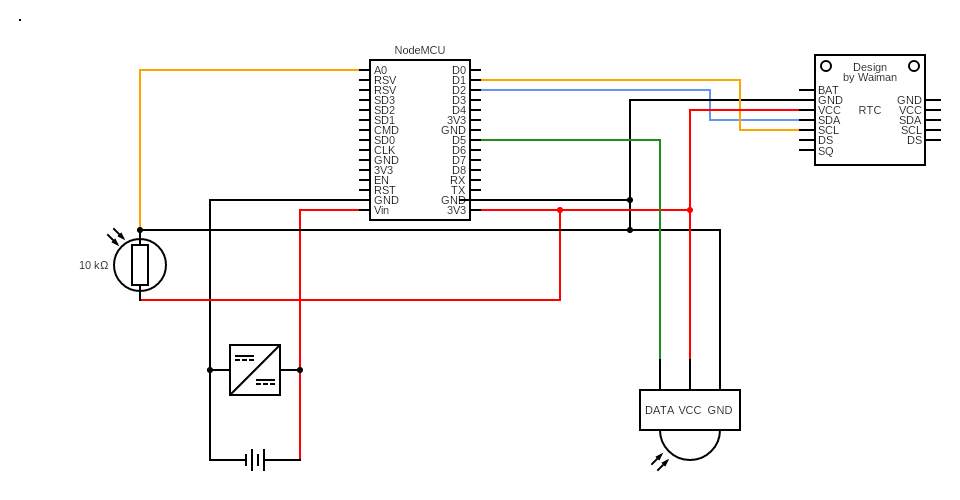 NodeMCU
A0
RSV
RSV
SD3
SD2
SD1
CMD
SD0
CLK
GND
3V3
EN
RST
GND
Vin
D0
D1
D2
D3
D4
3V3
GND
D5
D6
D7
D8
RX
TX
GND
3V3
Design
by Waiman
BAT
GND
VCC
SDA
SCL
DS
SQ
RTC
GND
VCC
SDA
SCL
DS
10 kΩ
DATA VCC GND